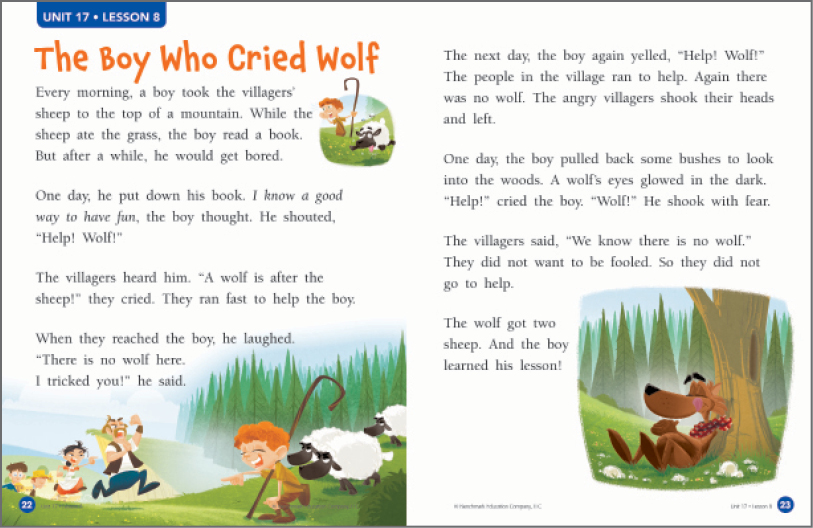 UNIT 17 • LESSON 8
The Boy Who Cried Wolf
Every morning, a boy took the villagers'
sheep to the top of a mountain. While the
sheep ate the grass, the boy read a book.
But after a while, he would get bored.
One day, he put down his book. I know a good
way to have fun, the boy thought. He shouted,
“Help! Wolf!”
The villagers heard him. “A wolf is after the
sheep!” they cried. They ran fast to help the boy.
When they reached the boy, he laughed.
“There is no wolf here.
I tricked you!” he said.
22
The next day, the boy again yelled, “Help! Wolf!”
The people in the village ran to help. Again there
was no wolf. The angry villagers shook their heads
and left.
One day, the boy pulled back some bushes to look
into the woods. A wolf’s eyes glowed in the dark.
“Help!” cried the boy. “Wolf!” He shook with fear.
The villagers said, “We know there is no wolf.”
They did not want to be fooled. So they did not
go to help.
The wolf got two
sheep. And the boy
learned his lesson!
Benchmark Education Company, LLC
Unit 17 • Lesson 8
23